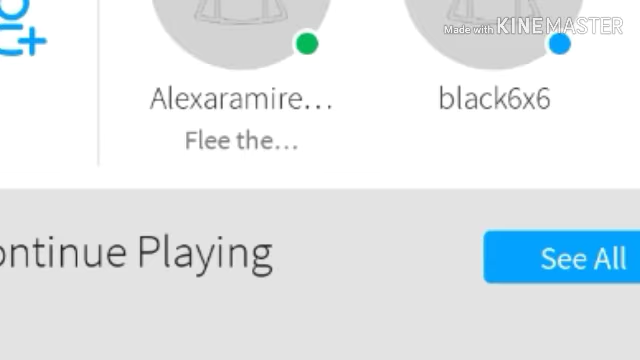 Made with KINEMASTER
Alexaramire...
black6x6
Flee the...
ontinue Playing
See All